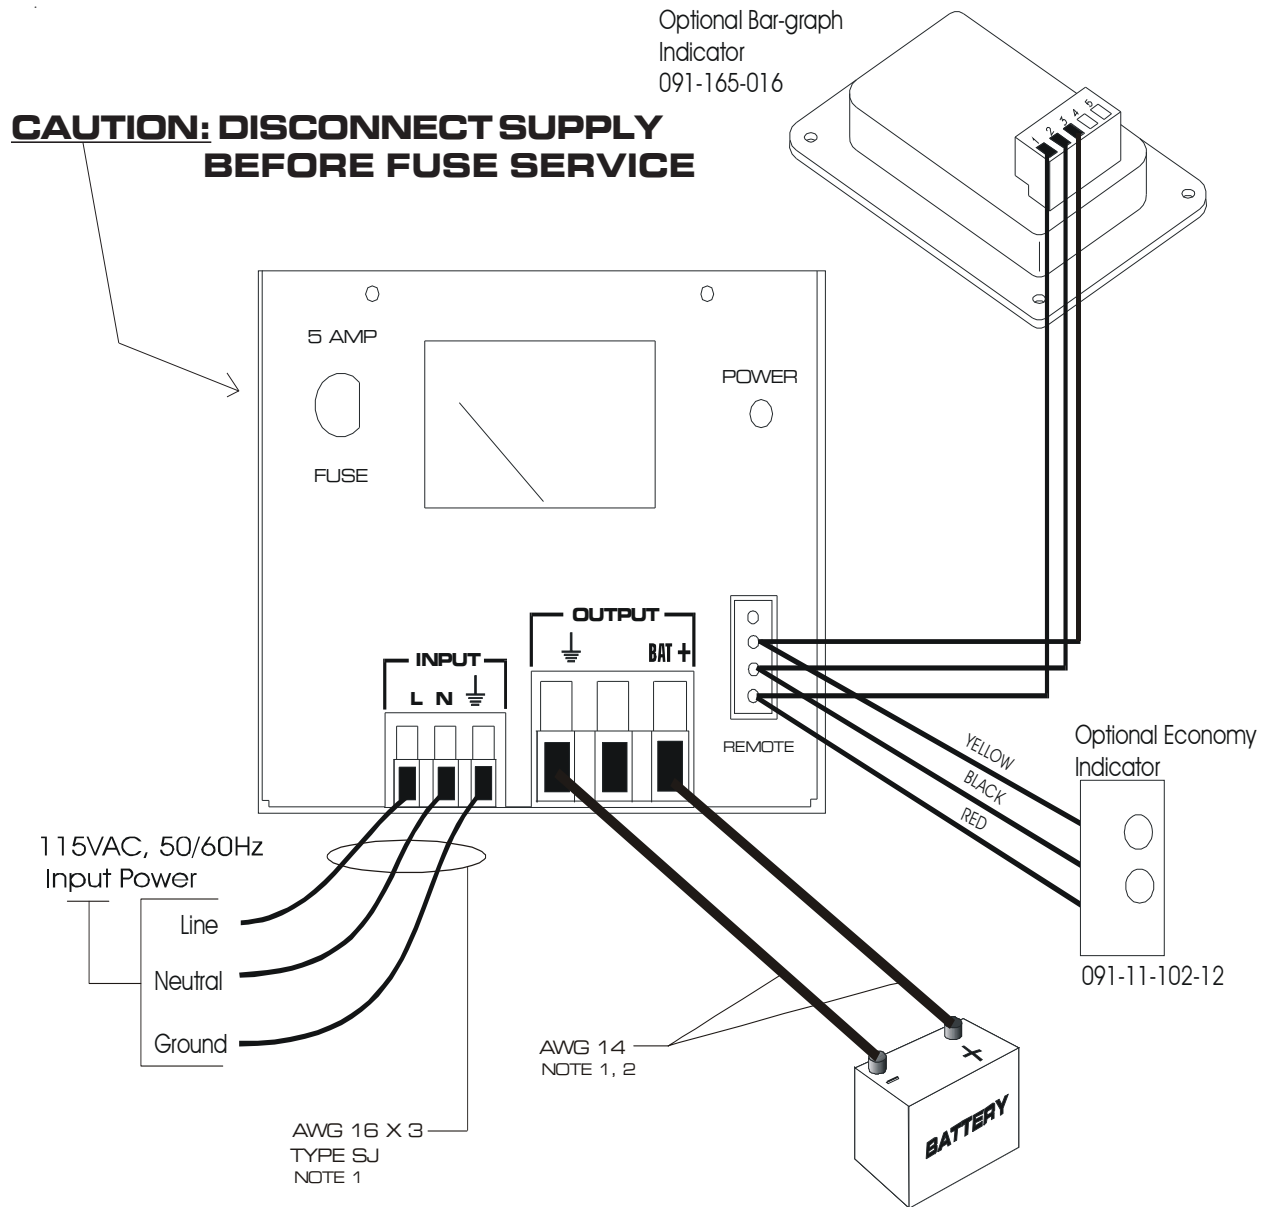 Optional Bar-graph
Indicator
091-165-016
CAUTION: DISCONNECT SUPPLY
BEFORE FUSE SERVICE
1 2 3 4 5
5 AMP
FUSE
POWER
OUTPUT
BAT +
INPUT
L N
REMOTE
YELLOW
BLACK
RED
Optional Economy
Indicator
091-11-102-12
115VAC, 50/60Hz
Input Power
Line
Neutral
Ground
AWG 14
NOTE 1, 2
AWG 16 X 3
TYPE SJ
NOTE 1
- +
BATTERY